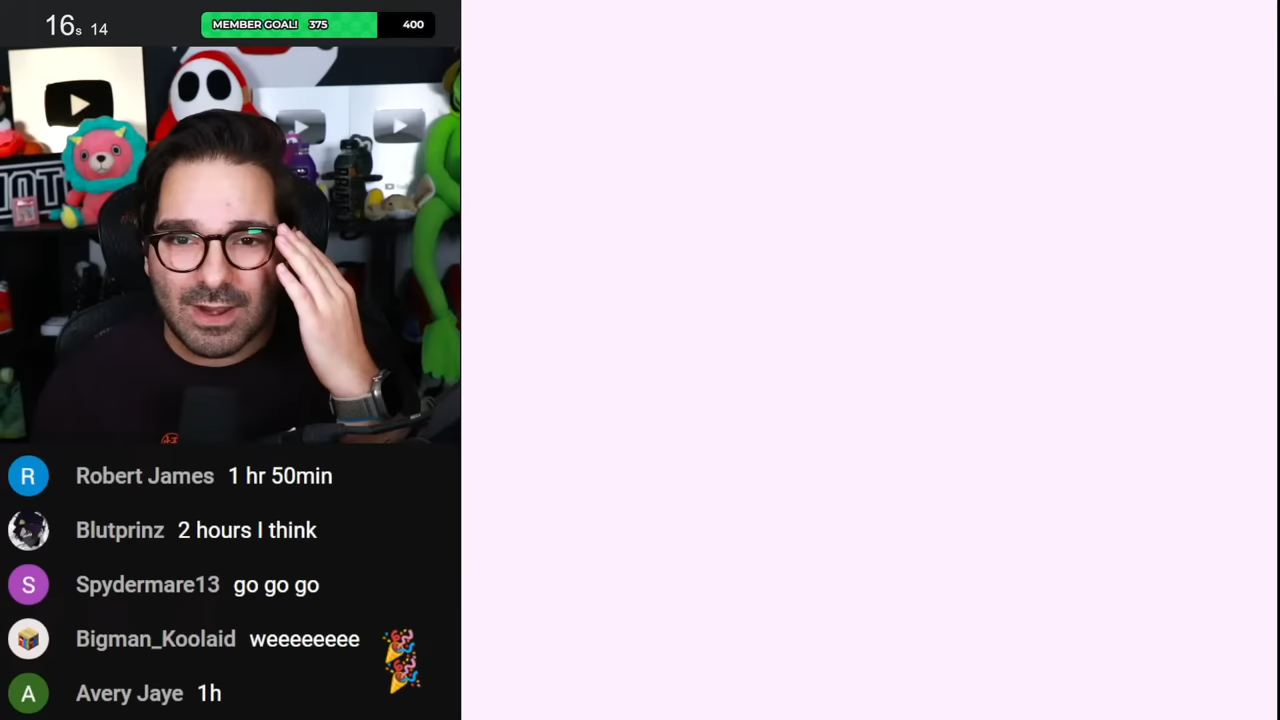 16s 14
MEMBER GOAL! 375 400
R Robert James 1 hr 50min
Blutprinz 2 hours I think
S Spydermare13 go go go
Bigman_Koolaid weeeeeeee
A Avery Jaye 1h